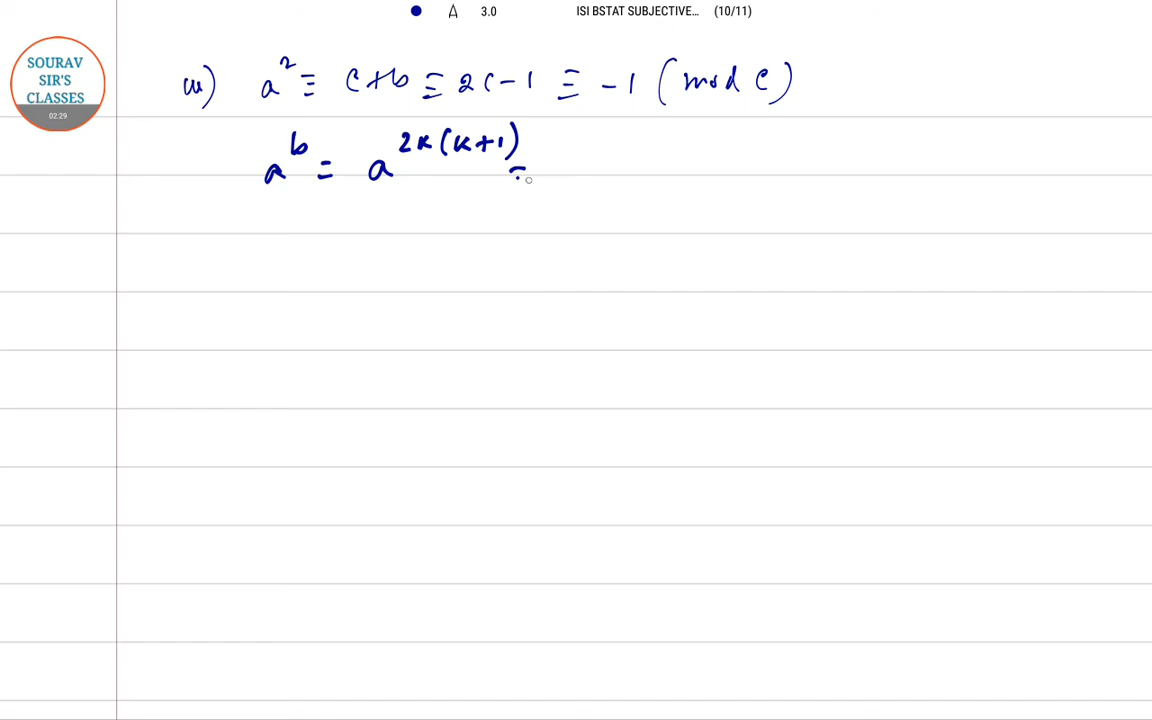 3.0 ISI BSTAT SUBJECTIVE... (10/11)
SOURAV
SIR'S
CLASSES
02:29
iii) a² ≡ c+b ≡ 2c-1 ≡ -1 (mod c)
a^b = a^{2k(k+1)} =